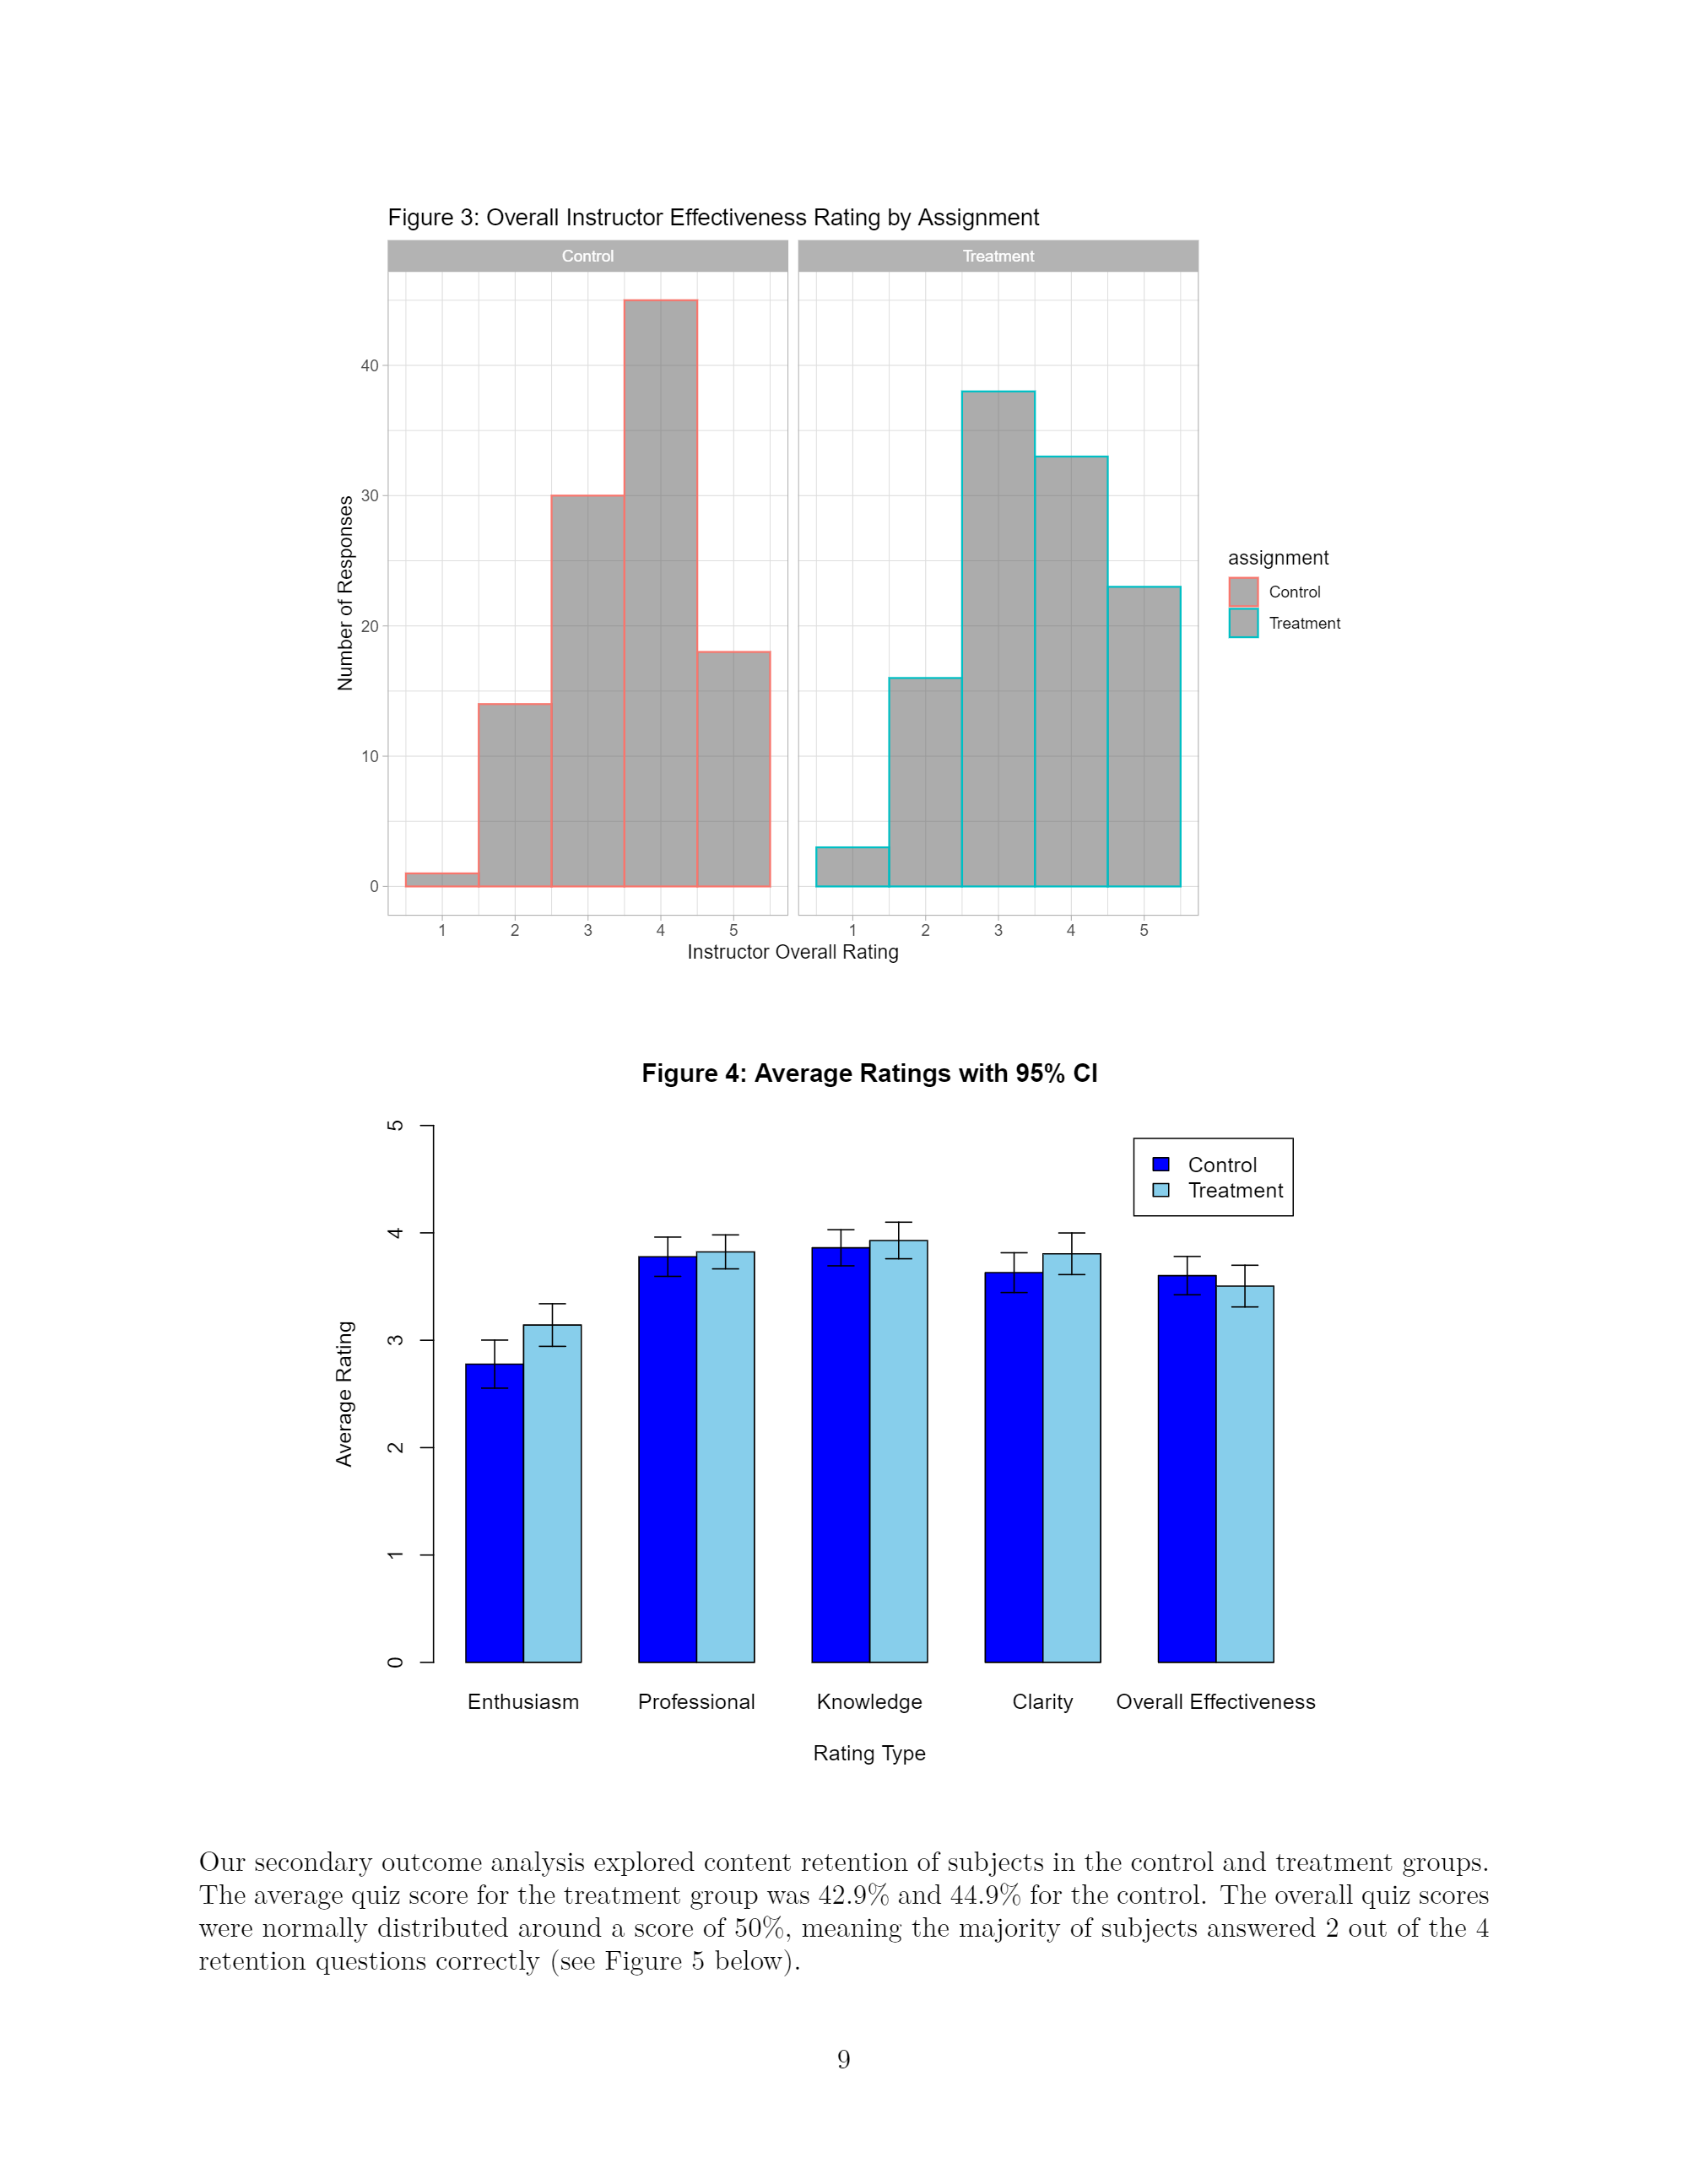 Figure 3: Overall Instructor Effectiveness Rating by Assignment
Control
Treatment
40
30
20
10
0
Number of Responses
1 2 3 4 5
1 2 3 4 5
Instructor Overall Rating
assignment
Control
Treatment
Figure 4: Average Ratings with 95% CI
5
4
3
2
1
0
Average Rating
Control
Treatment
Enthusiasm Professional Knowledge Clarity Overall Effectiveness
Rating Type
Our secondary outcome analysis explored content retention of subjects in the control and treatment groups.
The average quiz score for the treatment group was 42.9% and 44.9% for the control. The overall quiz scores
were normally distributed around a score of 50%, meaning the majority of subjects answered 2 out of the 4
retention questions correctly (see Figure 5 below).
9